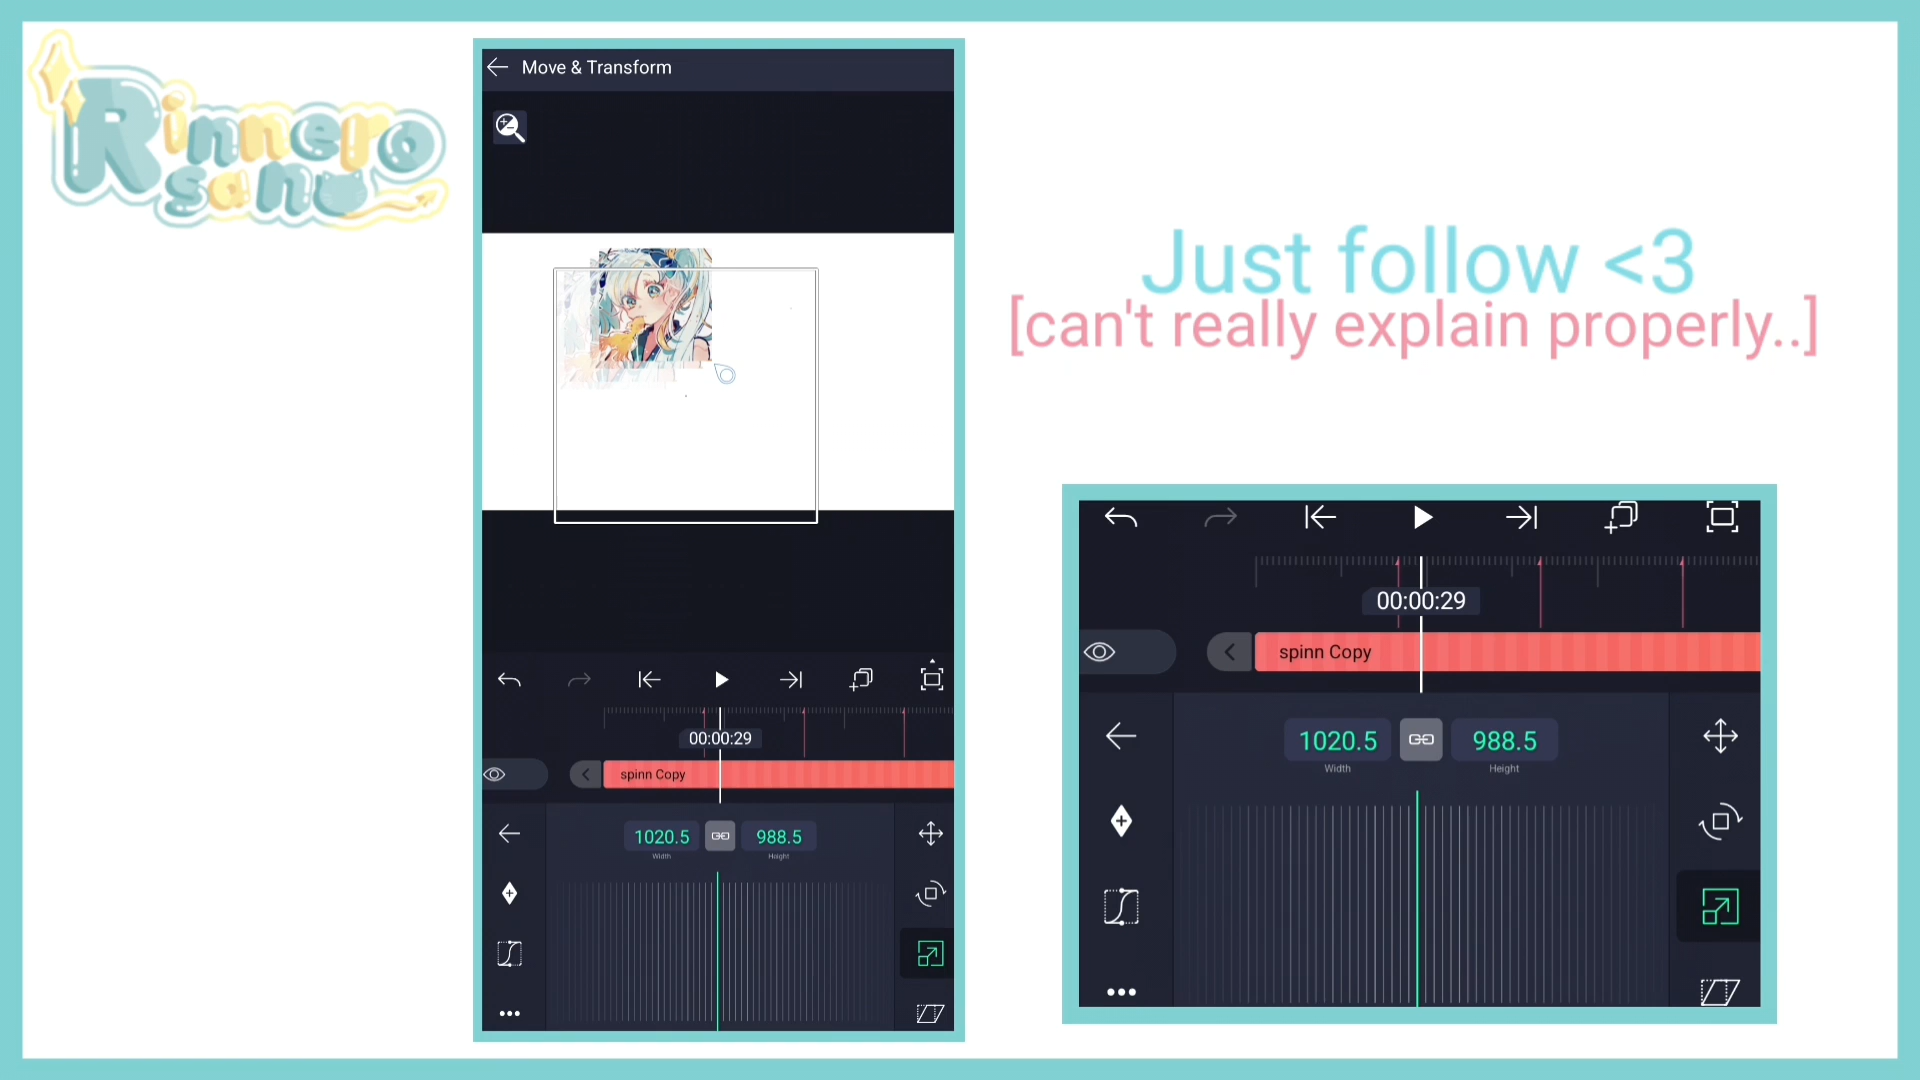 Rinnero
san
Move & Transform
00:00:29
spinn Copy
1020.5 988.5
Width Height
Just follow <3
[can't really explain properly..]
00:00:29
spinn Copy
1020.5 988.5
Width Height